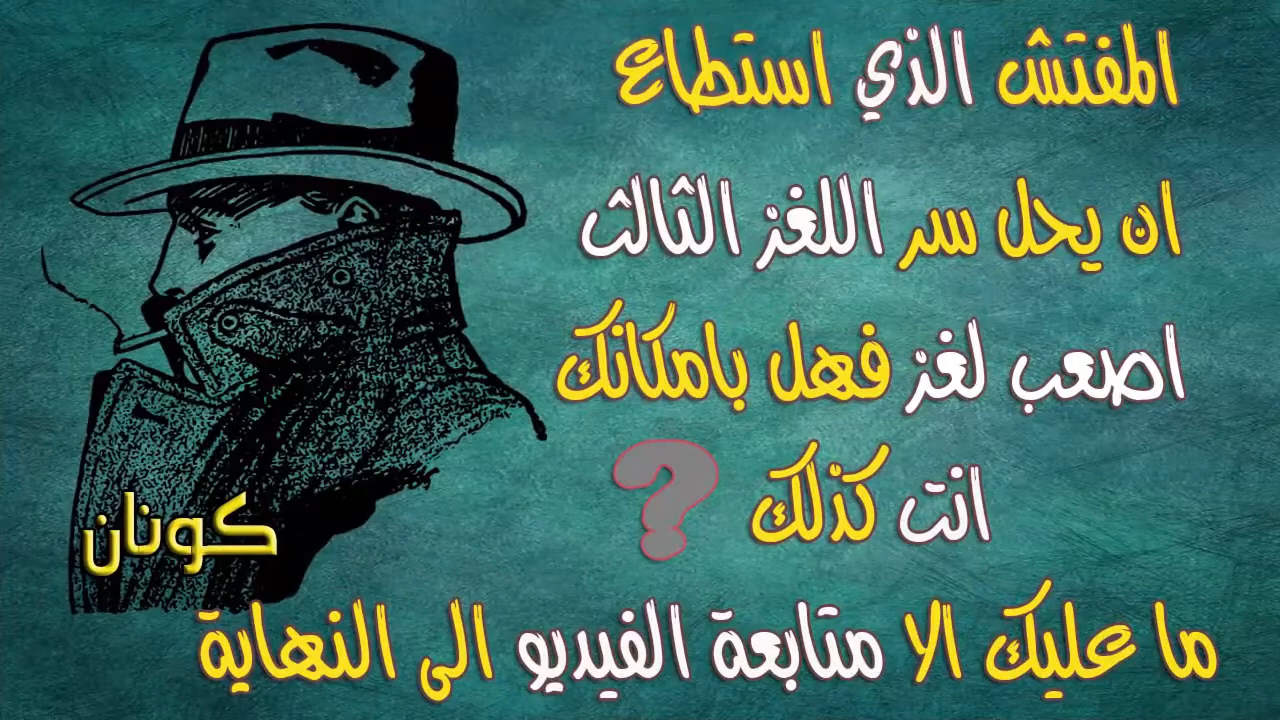 المفتش الذي استطاع
ان يحل سر اللغز الثالث
اصعب لغز فهل بامكانك
انت كذلك ?
كونان
ما عليك الا متابعة الفيديو الى النهاية